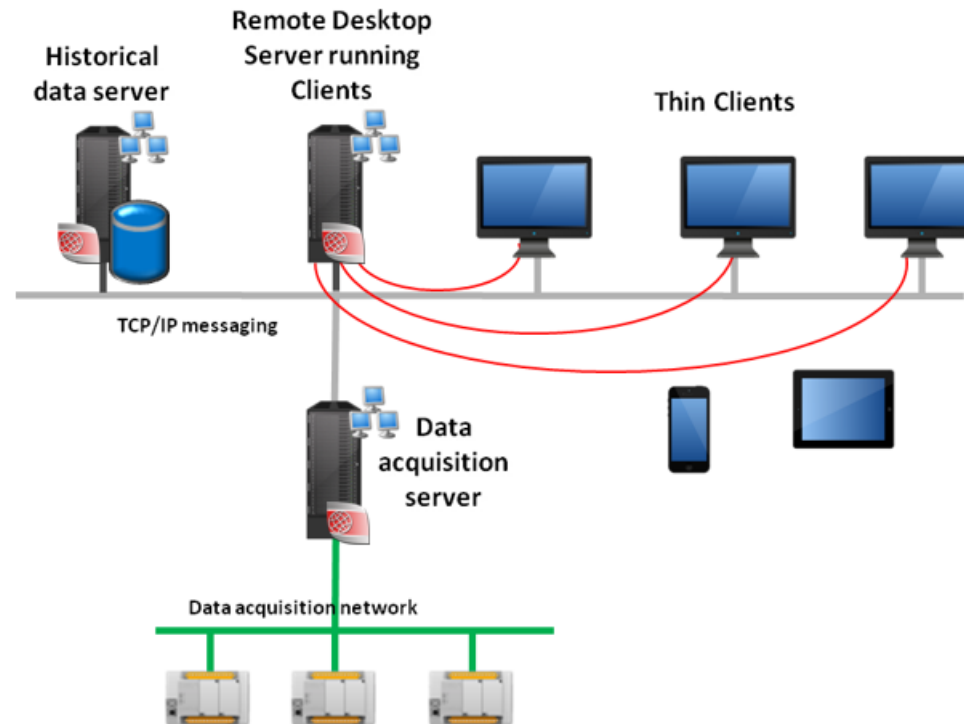 Historical
data server
Remote Desktop
Server running
Clients
Thin Clients
TCP/IP messaging
Data
acquisition
server
Data acquisition network